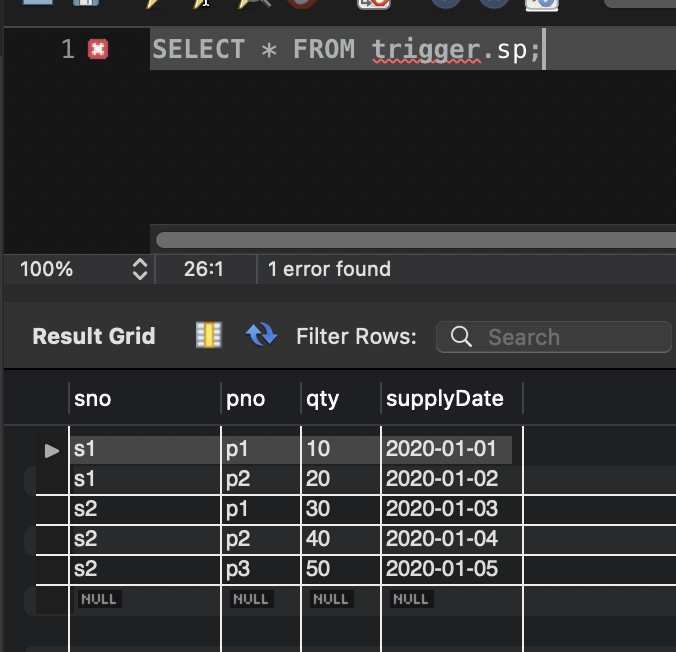 1 SELECT * FROM trigger.sp;
100% 26:1 1 error found
Result Grid Filter Rows: Search
sno pno qty supplyDate
s1 p1 10 2020-01-01
s1 p2 20 2020-01-02
s2 p1 30 2020-01-03
s2 p2 40 2020-01-04
s2 p3 50 2020-01-05
NULL NULL NULL NULL